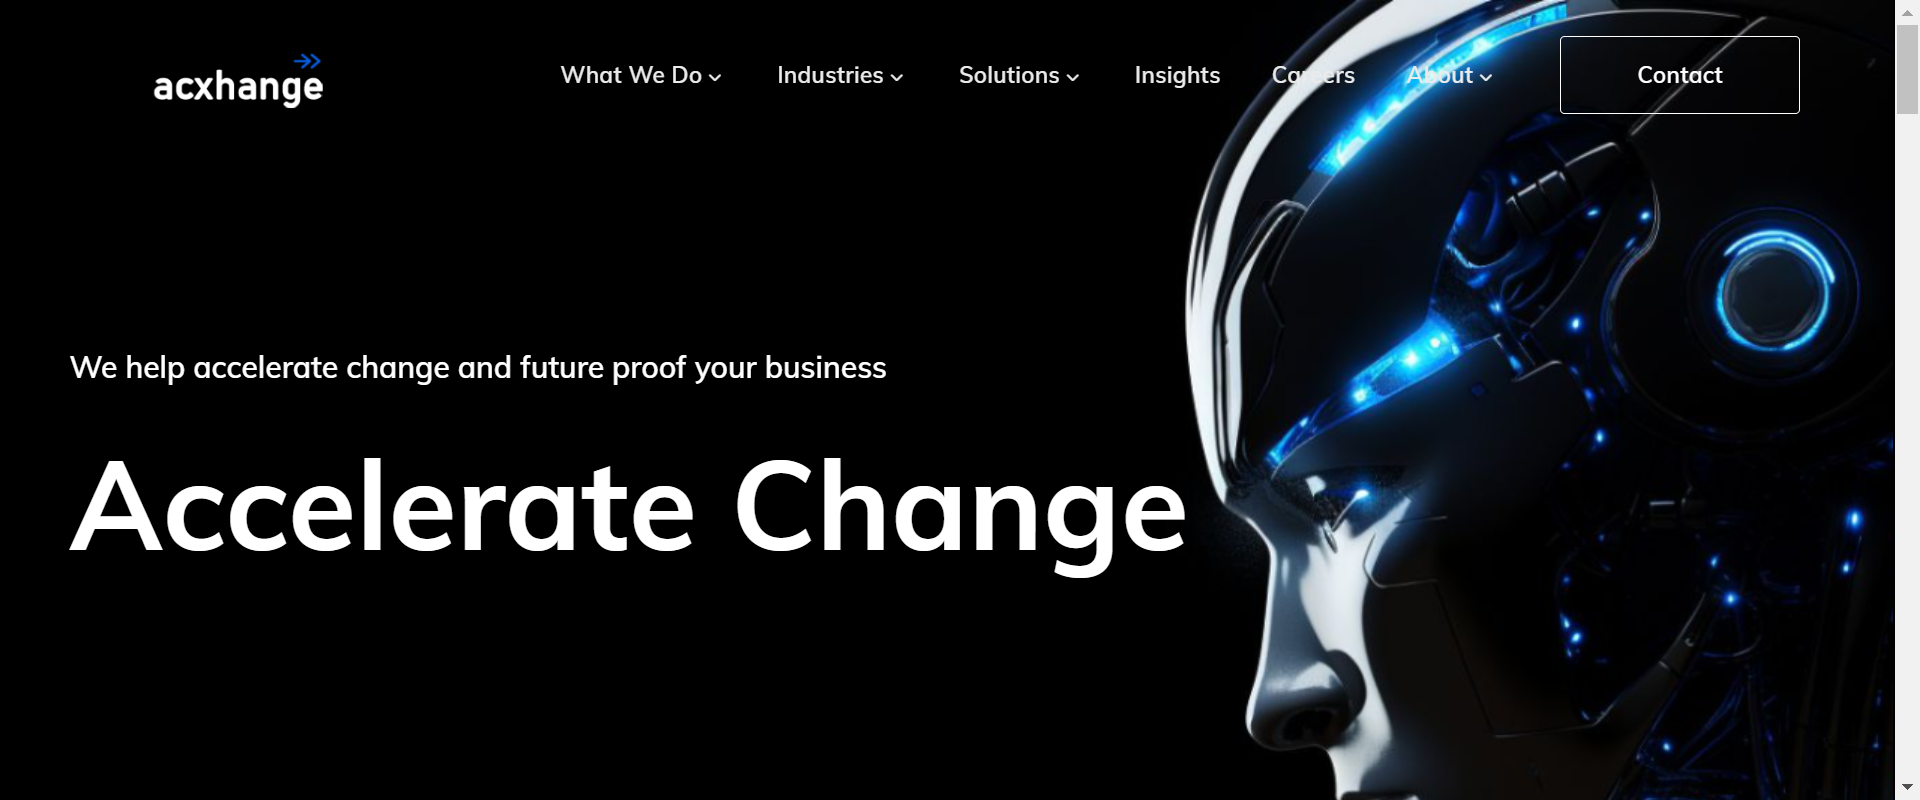 acxhange
What We Do
Industries
Solutions
Insights
Careers
About
Contact
We help accelerate change and future proof your business
Accelerate Change